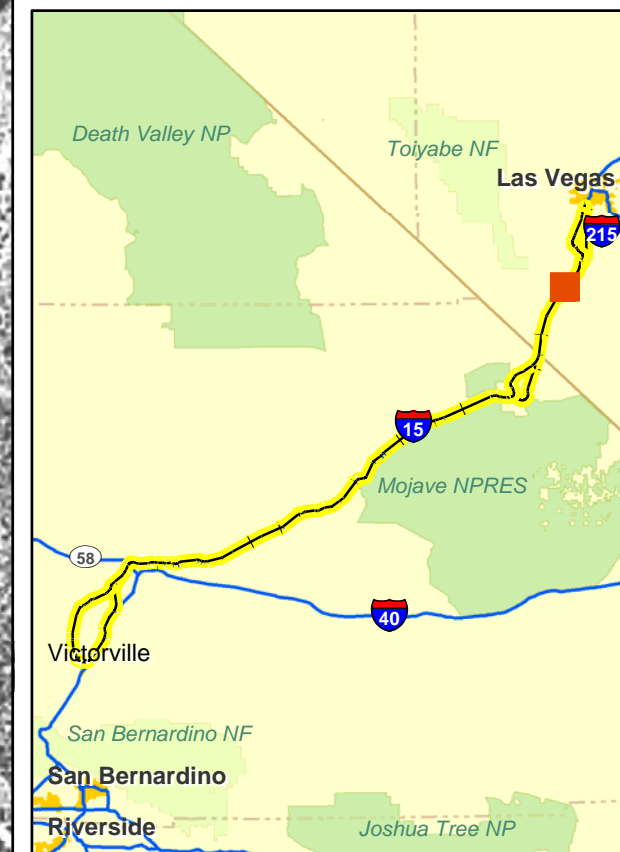 Death Valley NP
Toiyabe NF
Las Vegas
215
15
Mojave NPRES
58
40
Victorville
San Bernardino NF
San Bernardino
Riverside
Joshua Tree NP